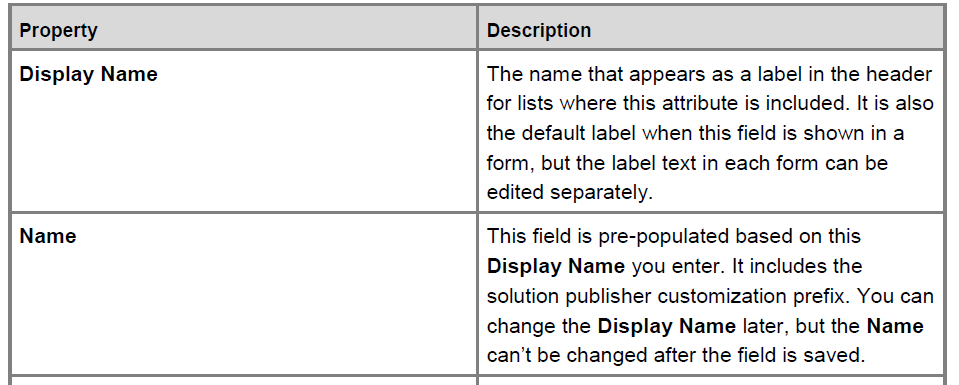 Property Description
Display Name The name that appears as a label in the header
for lists where this attribute is included. It is also
the default label when this field is shown in a
form, but the label text in each form can be
edited separately.
Name This field is pre-populated based on this
Display Name you enter. It includes the
solution publisher customization prefix. You can
change the Display Name later, but the Name
can’t be changed after the field is saved.